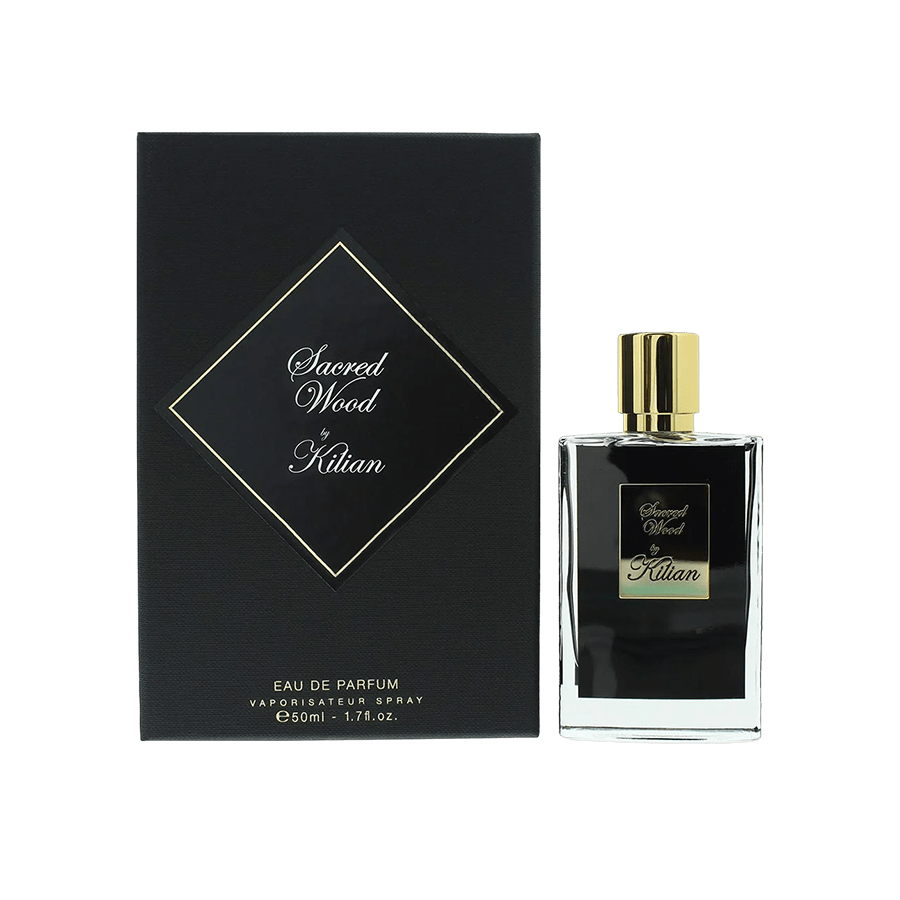 Sacred
Wood
by
Kilian
EAU DE PARFUM
VAPORISATEUR SPRAY
℮50ml - 1.7fl.oz.
Sacred
Wood
by
Kilian